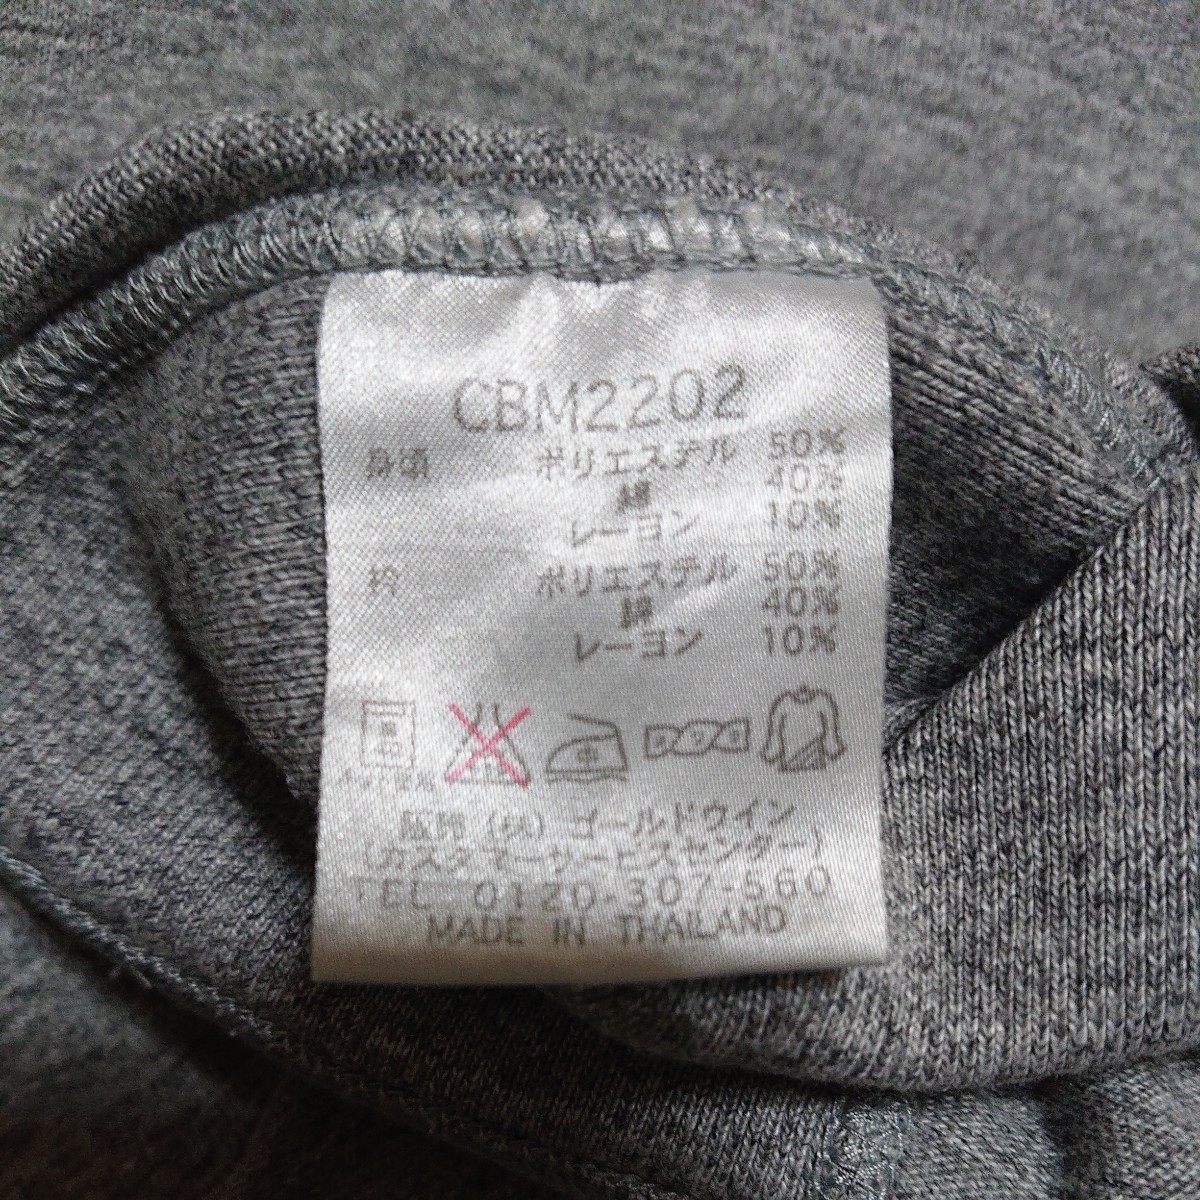 CBM2202
身頃 ポリエステル 50%
綿 40%
レーヨン 10%
衿 ポリエステル 50%
綿 40%
レーヨン 10%
販売 (株) ゴールドウイン
(カスタマーサービスセンター)
TEL 0120-307-560
MADE IN THAILAND